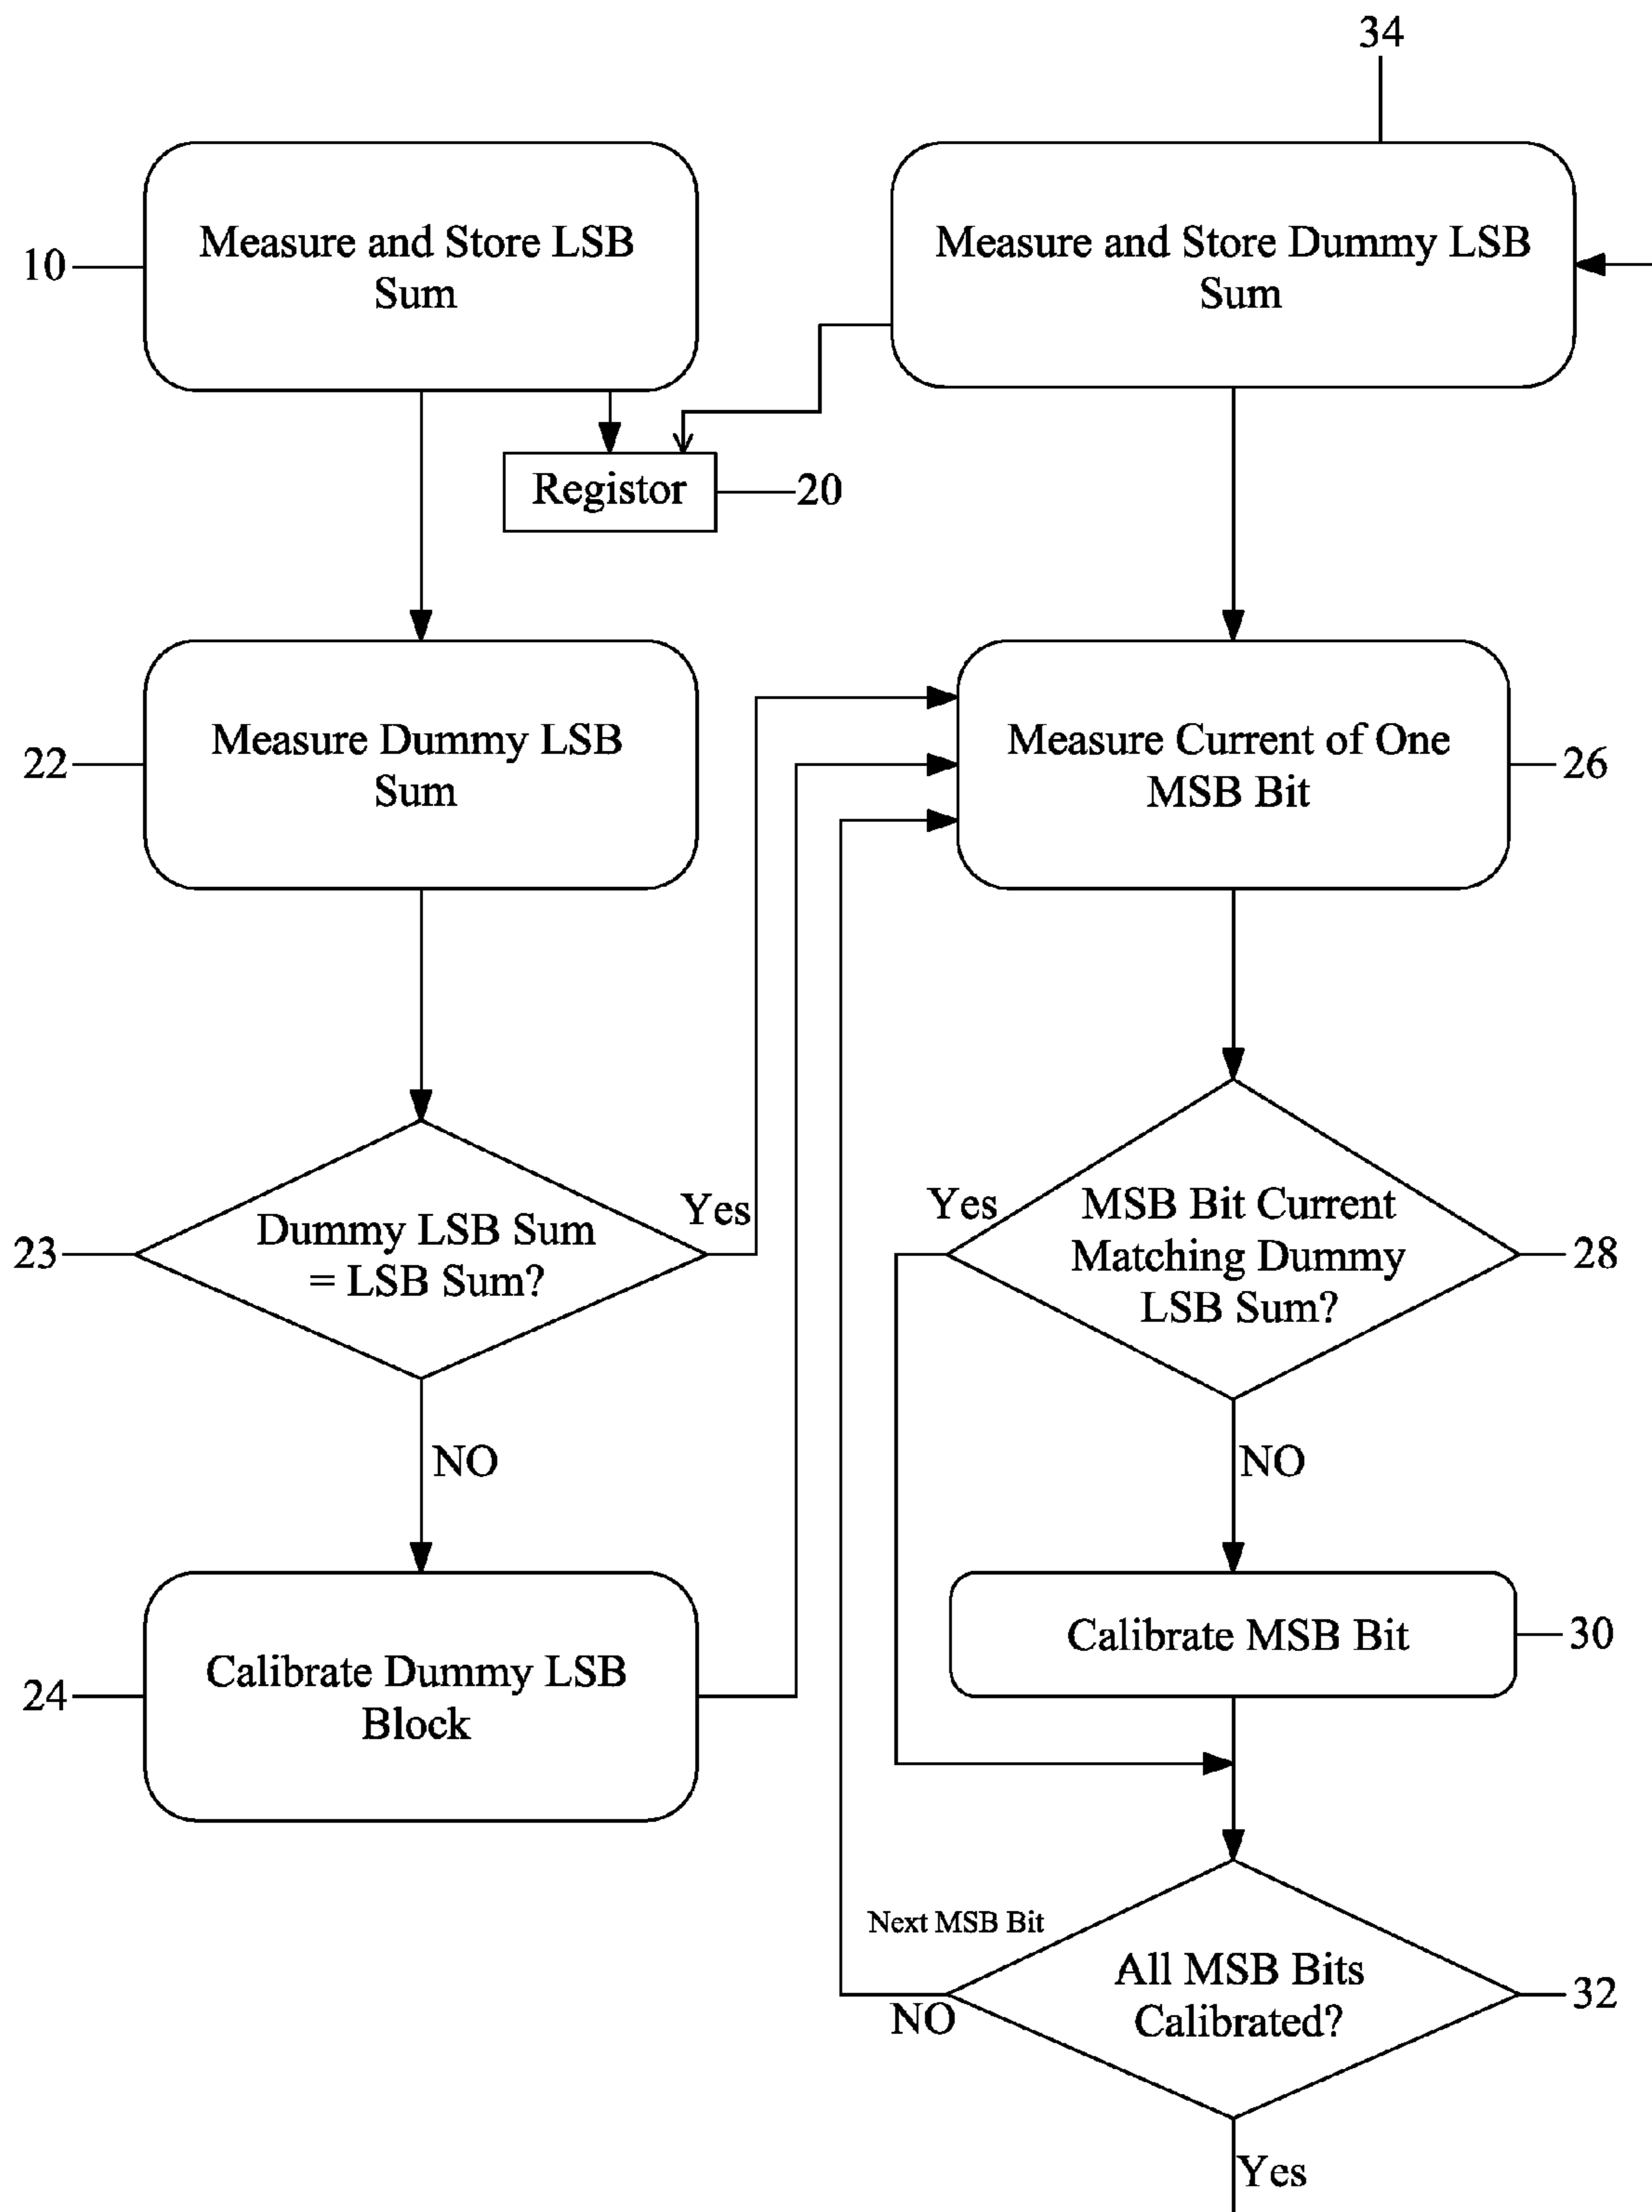 34
Measure and Store LSB
Sum
10
Measure and Store Dummy LSB
Sum
Registor
20
Measure Dummy LSB
Sum
22
Measure Current of One
MSB Bit
26
Dummy LSB Sum
= LSB Sum?
23
Yes
NO
Yes
MSB Bit Current
Matching Dummy
LSB Sum?
28
NO
Calibrate Dummy LSB
Block
24
Calibrate MSB Bit
30
Next MSB Bit
All MSB Bits
Calibrated?
32
NO
Yes